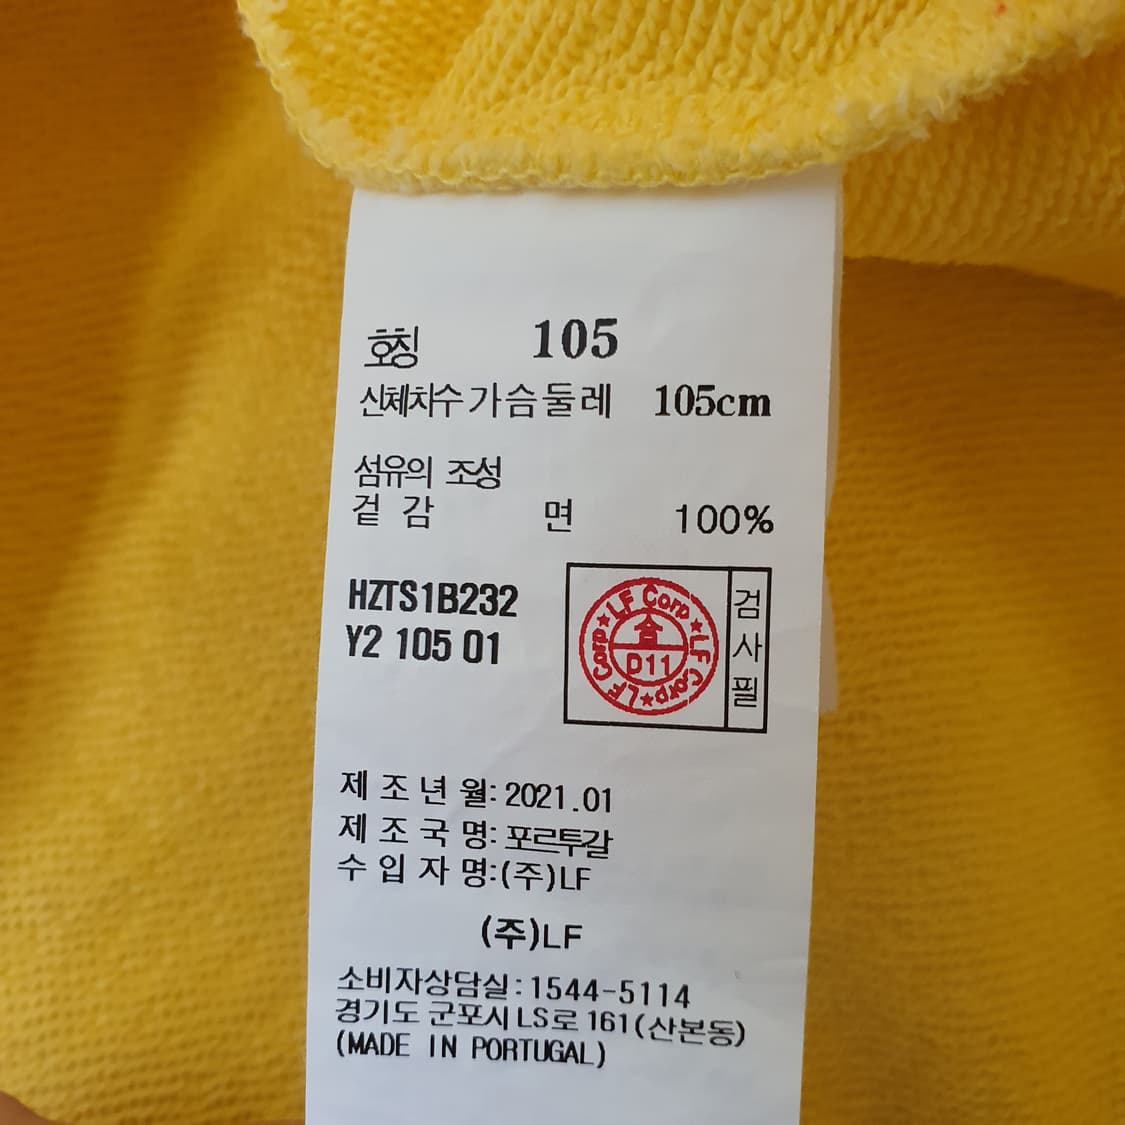 호칭 105
신체치수 가슴둘레 105cm
섬유의 조성
겉 감 면 100%
HZTS1B232
Y2 105 01
LF Corp ★ LF Corp ★ LF Corp ★
합
D11
검사필
제 조 년 월: 2021.01
제 조 국 명: 포르투갈
수 입 자 명:(주)LF
(주)LF
소비자상담실:1544-5114
경기도 군포시 LS로 161(산본동)
(MADE IN PORTUGAL)